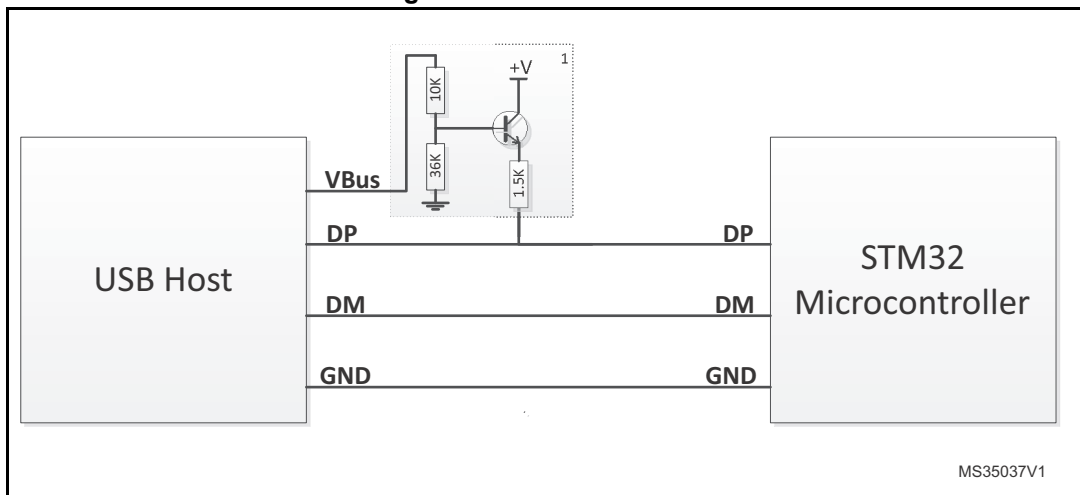 +V
1
10K
36K
1.5K
VBus
DP
DP
USB Host
STM32
Microcontroller
DM
DM
GND
GND
MS35037V1